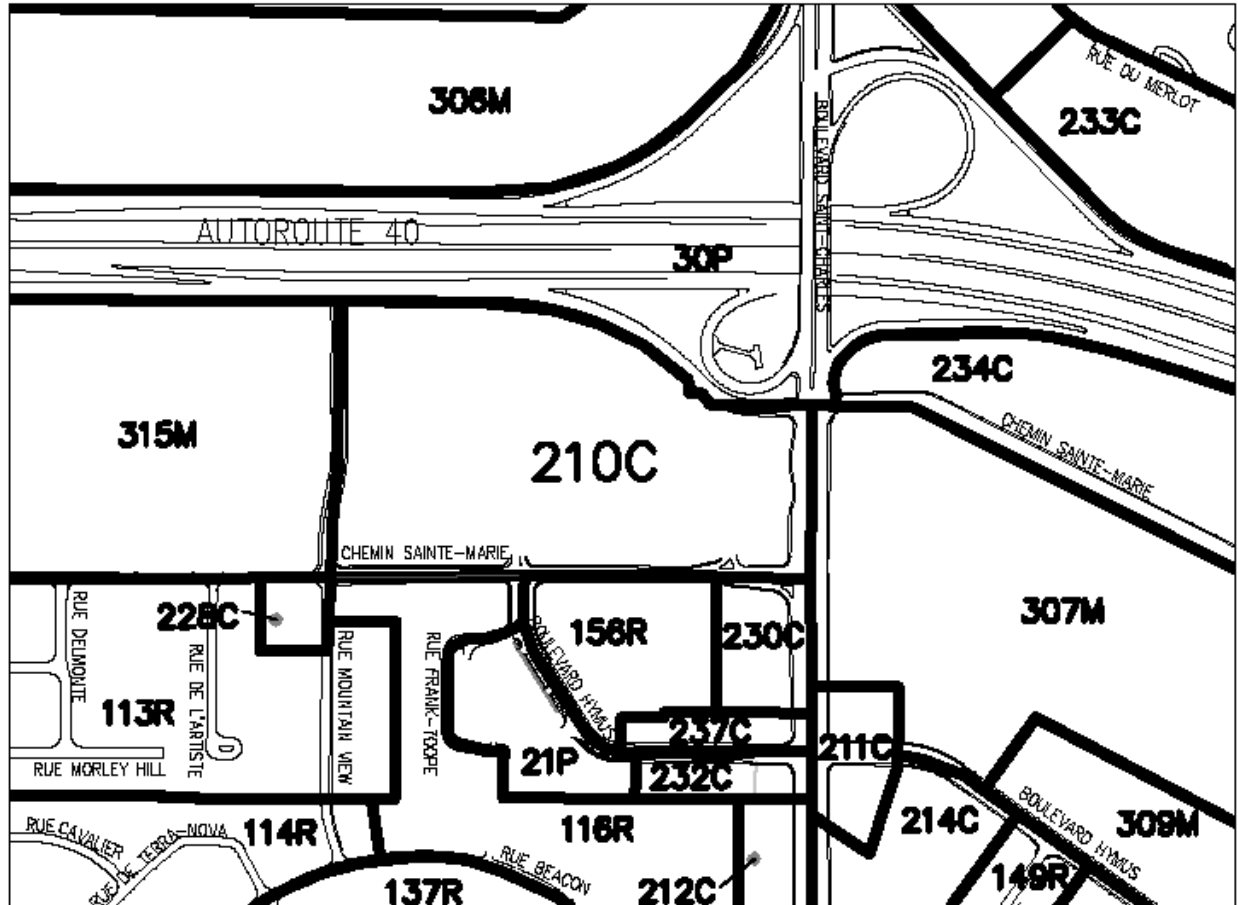 306M
RUE DU MERLOT
233C
BOULEVARD SAINT-CHARLES
AUTOROUTE 40
30P
234C
315M
210C
CHEMIN SAINTE-MARIE
CHEMIN SAINTE-MARIE
228C
156R
230C
307M
RUE DELMONTE
RUE DE L'ARTISTE
RUE MOUNTAIN VIEW
RUE FRANK-TOOPE
BOULEVARD HYMUS
113R
237C
211C
21P
232C
RUE MORLEY HILL
RUE CAVALIER
RUE DE TERRA-NOVA
114R
116R
214C
BOULEVARD HYMUS
309M
RUE BEACON
137R
212C
149R